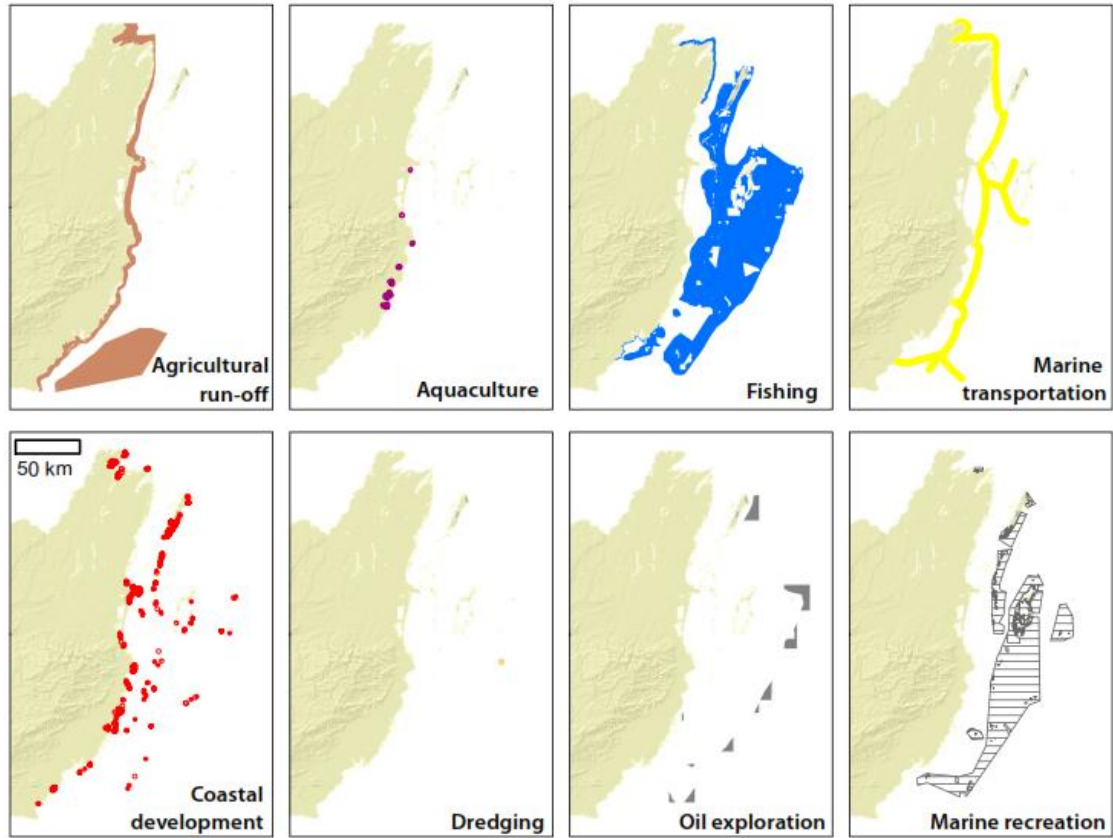 Agricultural
run-off
Aquaculture
Fishing
Marine
transportation
50 km
Coastal
development
Dredging
Oil exploration
Marine recreation